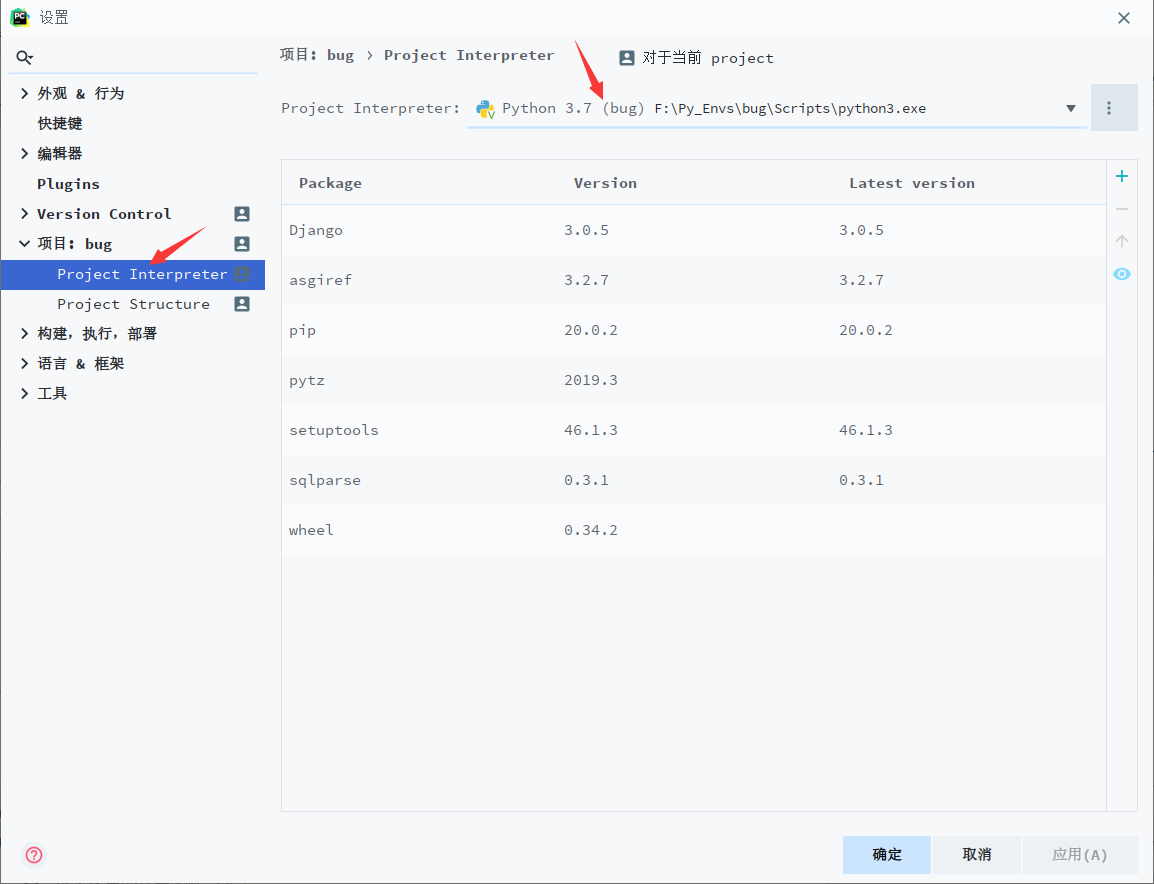 PC 设置
外观 & 行为
快捷键
编辑器
Plugins
Version Control
项目: bug
Project Interpreter
Project Structure
构建, 执行, 部署
语言 & 框架
工具
项目: bug › Project Interpreter 对于当前 project
Project Interpreter: Python 3.7 (bug) F:\Py_Envs\bug\Scripts\python3.exe
Package Version Latest version
Django 3.0.5 3.0.5
asgiref 3.2.7 3.2.7
pip 20.0.2 20.0.2
pytz 2019.3
setuptools 46.1.3 46.1.3
sqlparse 0.3.1 0.3.1
wheel 0.34.2
确定 取消 应用(A)